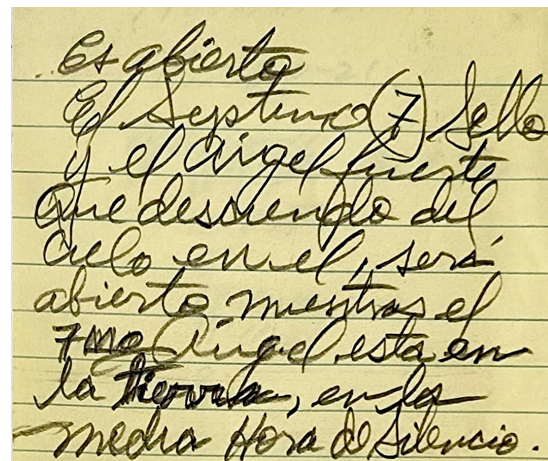 ..es abierto
El Septimo (7) Sello
y el Angel fuerte
que desciende del
cielo en el, será
abierto mientras el
7mo Angel esta en
la tierra, en la
media Hora de Silencio.